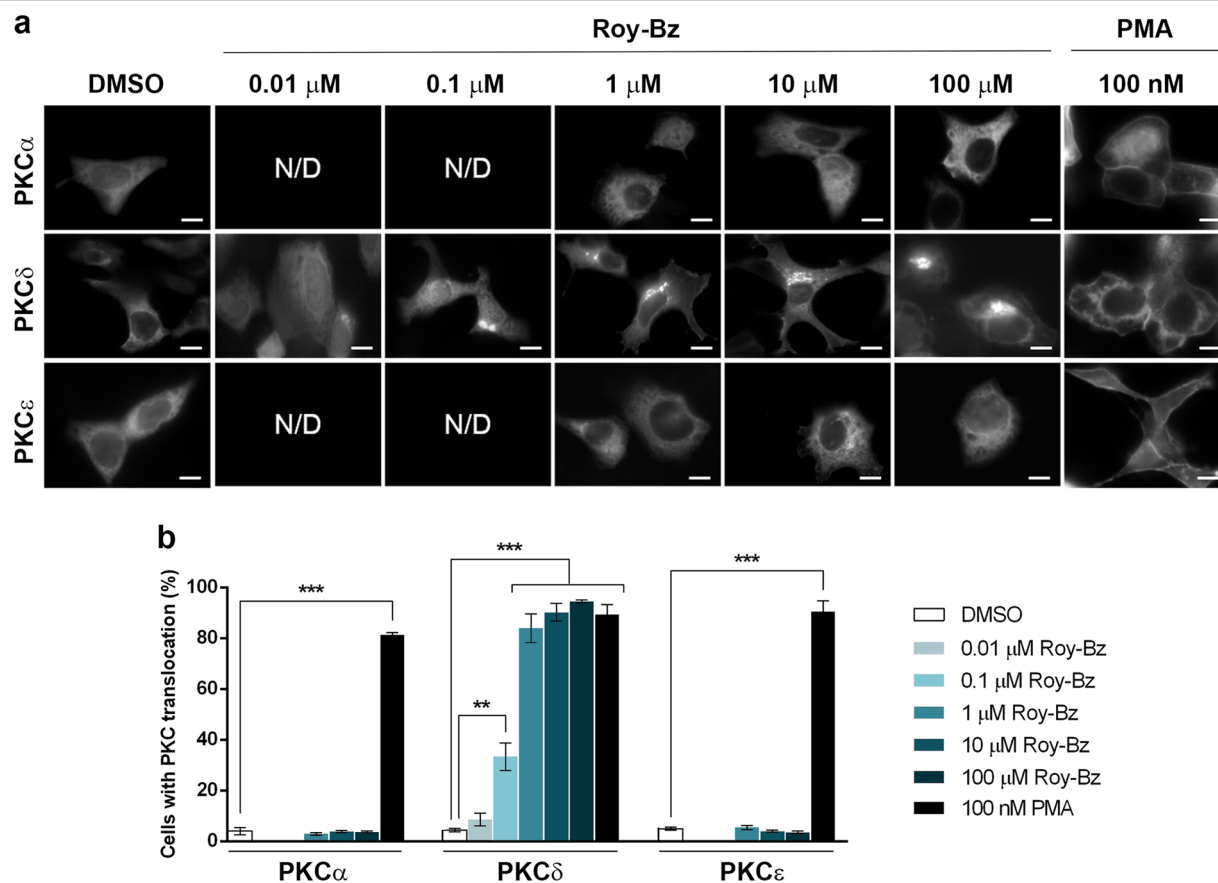 a
Roy-Bz
PMA
DMSO
0.01 μM
0.1 μM
1 μM
10 μM
100 μM
100 nM
PKCα
N/D
N/D
PKCδ
PKCε
N/D
N/D
b
Cells with PKC translocation (%)
100
80
60
40
20
0
***
***
**
***
PKCα
PKCδ
PKCε
DMSO
0.01 μM Roy-Bz
0.1 μM Roy-Bz
1 μM Roy-Bz
10 μM Roy-Bz
100 μM Roy-Bz
100 nM PMA